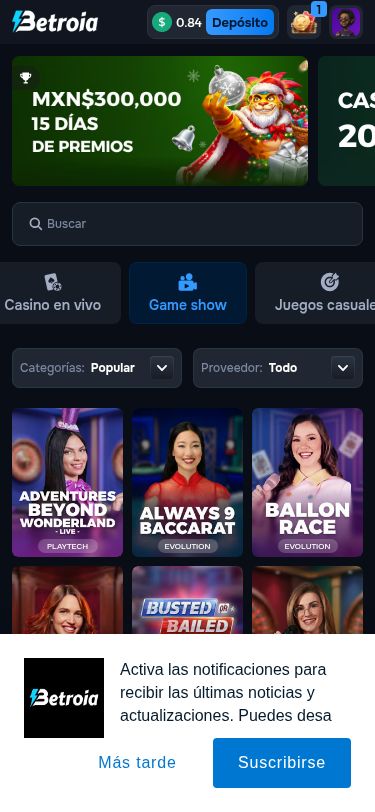 Betroia
$ 0.84 Depósito
1
MXN$300,000
15 DÍAS
DE PREMIOS
CAS
20
Buscar
Casino en vivo
Game show
Juegos casuale
Categorías: Popular
Proveedor: Todo
ADVENTURES
BEYOND
WONDERLAND
- LIVE -
PLAYTECH
ALWAYS 9
BACCARAT
EVOLUTION
BALLON
RACE
EVOLUTION
BUSTED OR
BAILED
Betroia
Activa las notificaciones para
recibir las últimas noticias y
actualizaciones. Puedes desa
Más tarde
Suscribirse